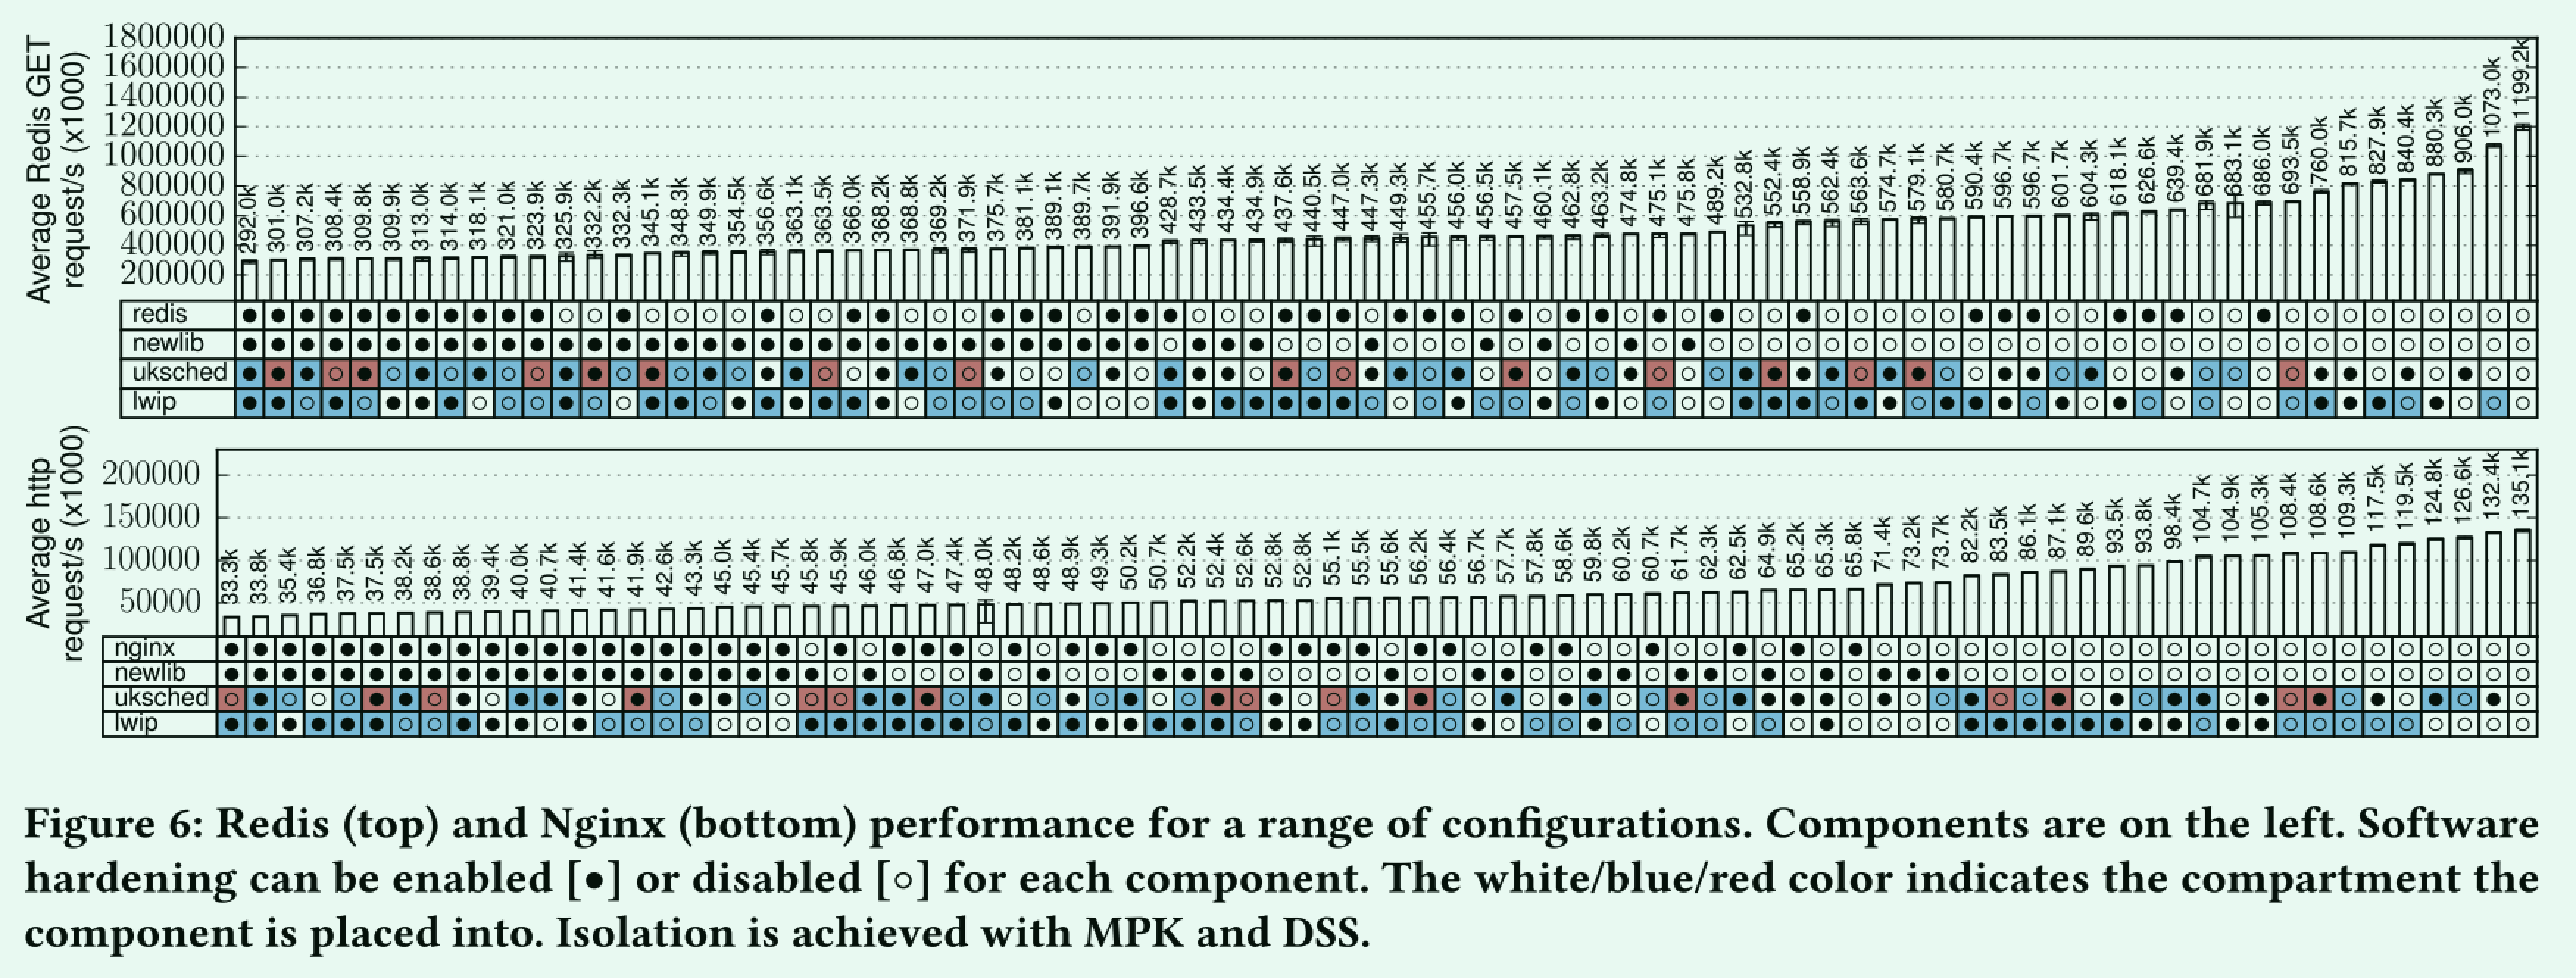 Average Redis GET
request/s (x1000)
1800000
1600000
1400000
1200000
1000000
800000
600000
400000
200000
292.0k 301.0k 307.2k 308.4k 309.8k 309.9k 313.0k 314.0k 318.1k 321.0k 323.9k 325.9k 332.2k 332.3k 345.1k 348.3k 349.9k 354.5k 356.6k 363.1k 363.5k 366.0k 368.2k 368.8k 369.2k 371.9k 375.7k 381.1k 389.1k 389.7k 391.9k 396.6k 428.7k 433.5k 434.4k 434.9k 437.6k 440.5k 447.0k 447.3k 449.3k 455.7k 456.0k 456.5k 457.5k 460.1k 462.8k 463.2k 474.8k 475.1k 475.8k 489.2k 532.8k 552.4k 558.9k 562.4k 563.6k 574.7k 579.1k 580.7k 590.4k 596.7k 596.7k 601.7k 604.3k 618.1k 626.6k 639.4k 681.9k 683.1k 686.0k 693.5k 760.0k 815.7k 827.9k 840.4k 880.3k 906.0k 1073.0k 1199.2k
redis
newlib
uksched
lwip
Average http
request/s (x1000)
200000
150000
100000
50000
33.3k 33.8k 35.4k 36.8k 37.5k 37.5k 38.2k 38.6k 38.8k 39.4k 40.0k 40.7k 41.4k 41.6k 41.9k 42.6k 43.3k 45.0k 45.4k 45.7k 45.8k 45.9k 46.0k 46.8k 47.0k 47.4k 48.0k 48.2k 48.6k 48.9k 49.3k 50.2k 50.7k 52.2k 52.4k 52.6k 52.8k 52.8k 55.1k 55.5k 55.6k 56.2k 56.4k 56.7k 57.7k 57.8k 58.6k 59.8k 60.2k 60.7k 61.7k 62.3k 62.5k 64.9k 65.2k 65.3k 65.8k 71.4k 73.2k 73.7k 82.2k 83.5k 86.1k 87.1k 89.6k 93.5k 93.8k 98.4k 104.7k 104.9k 105.3k 108.4k 108.6k 109.3k 117.5k 119.5k 124.8k 126.6k 132.4k 135.1k
nginx
newlib
uksched
lwip
Figure 6: Redis (top) and Nginx (bottom) performance for a range of configurations. Components are on the left. Software
hardening can be enabled [●] or disabled [○] for each component. The white/blue/red color indicates the compartment the
component is placed into. Isolation is achieved with MPK and DSS.